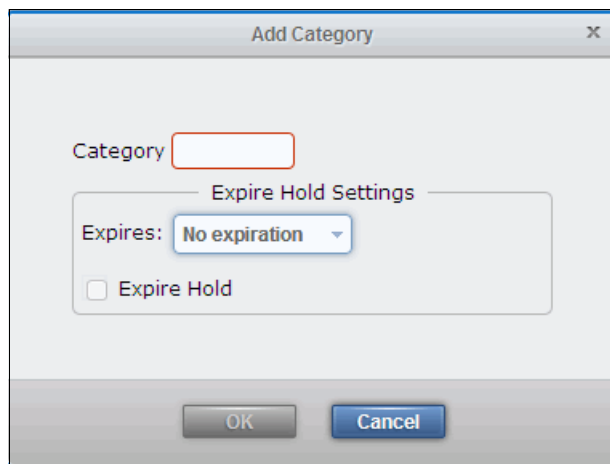 Add Category x
Category
Expire Hold Settings
Expires: No expiration
Expire Hold
OK Cancel